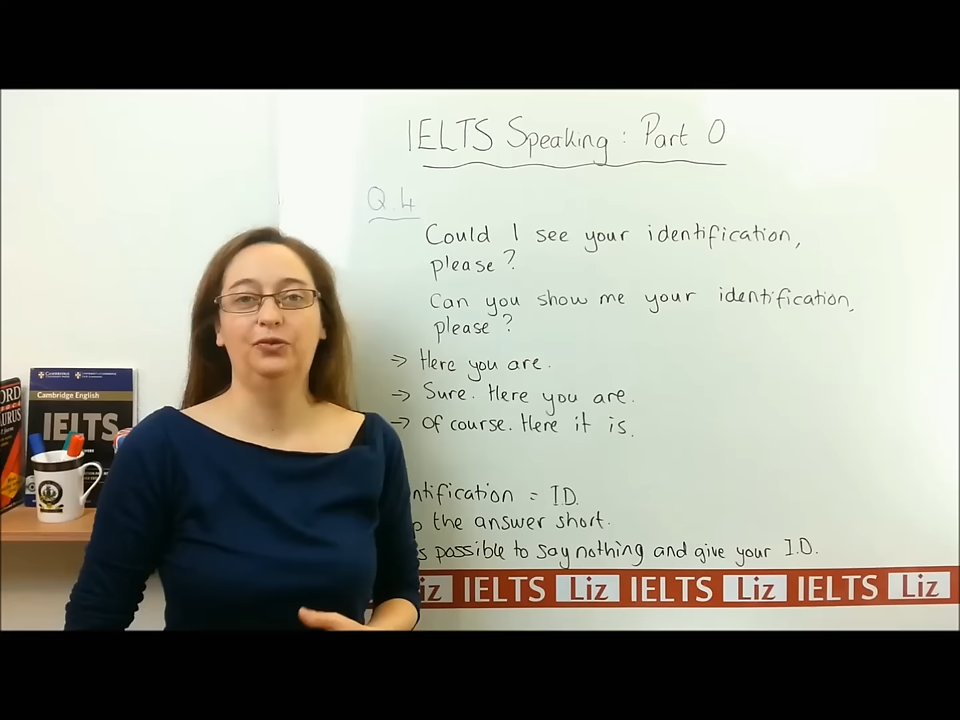 IELTS Speaking : Part 0
Q.4
Could I see your identification,
please?
Can you show me your identification,
please?
→ Here you are.
→ Sure. Here you are.
→ Of course. Here it is.
= ID.
the answer short.
possible to say nothing and give your I.D.
IELTS Liz IELTS Liz IELTS Liz
Cambridge English
IELTS